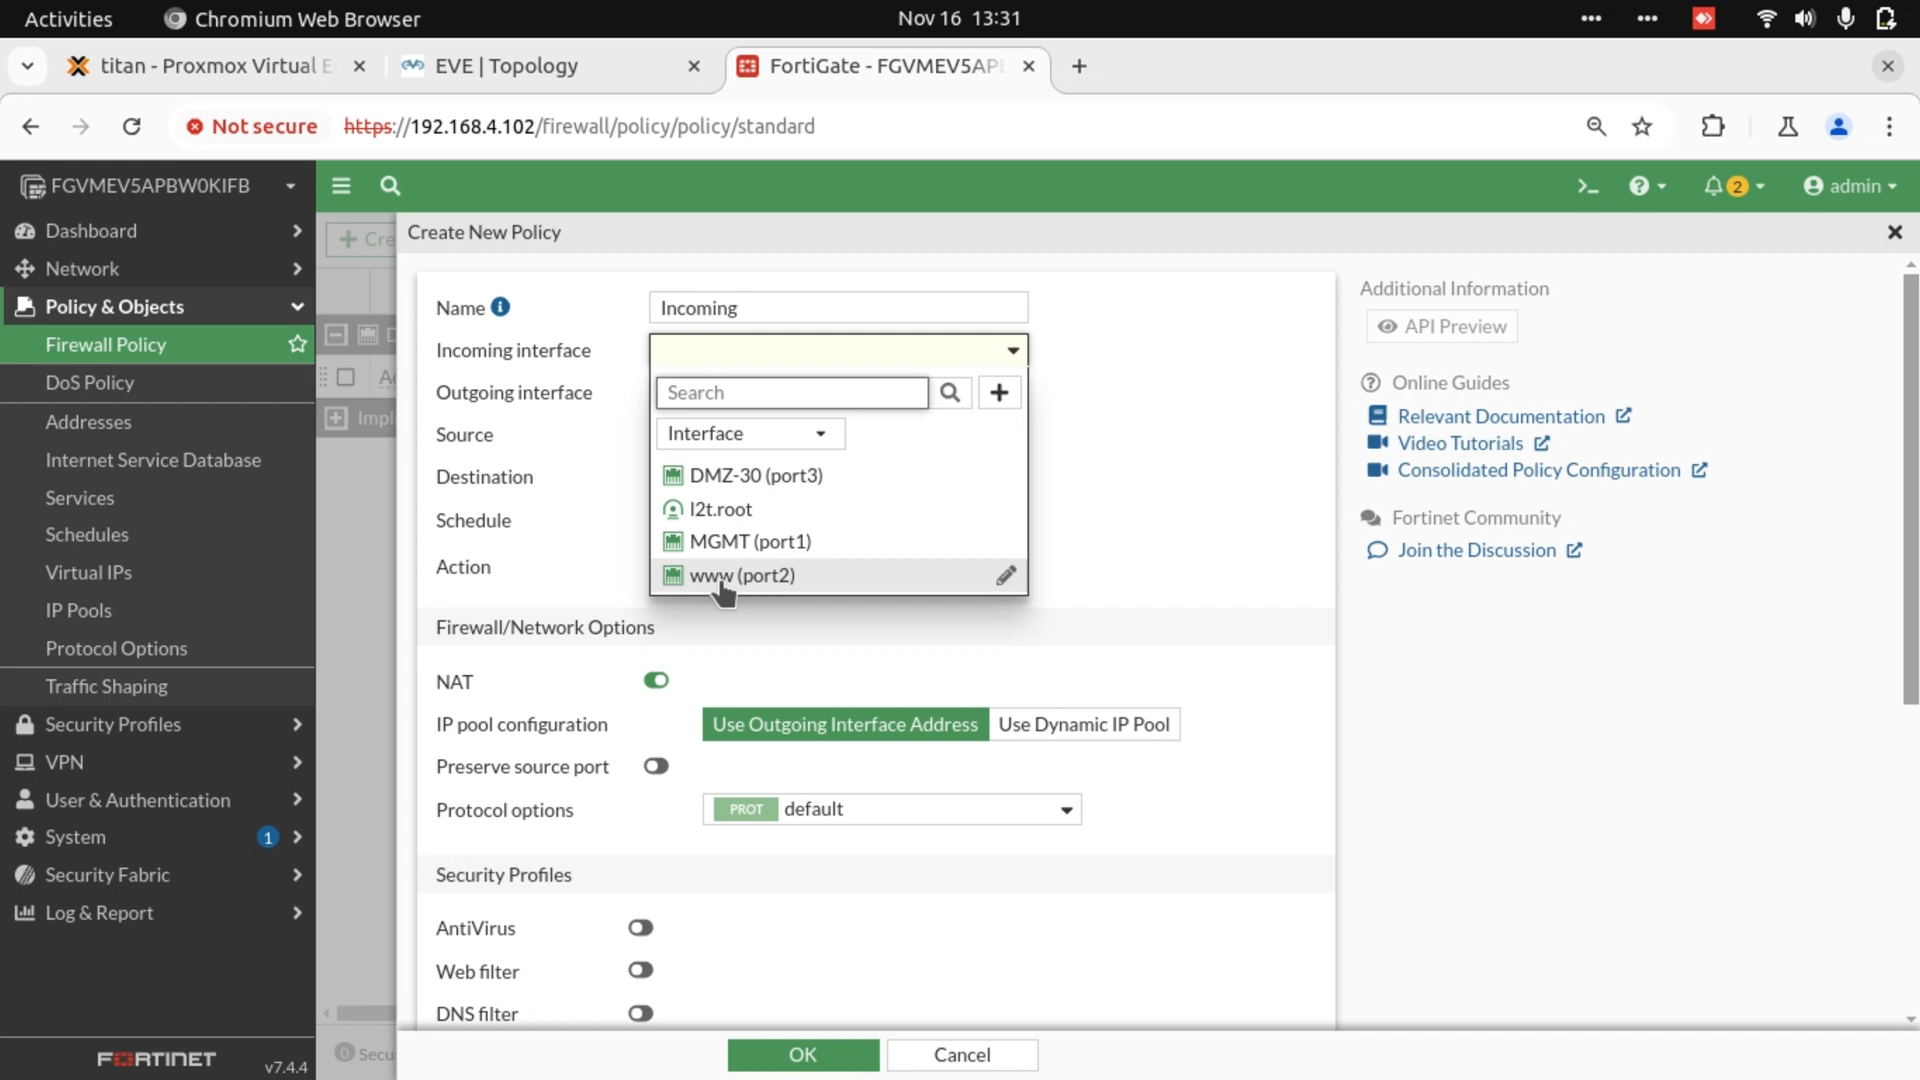 Activities
Chromium Web Browser
Nov 16 13:31
titan - Proxmox Virtual E
EVE | Topology
FortiGate - FGVMEV5AP
Not secure
https://192.168.4.102/firewall/policy/policy/standard
FGVMEV5APBW0KIFB
2
admin
Dashboard
Network
Policy & Objects
Firewall Policy
DoS Policy
Addresses
Internet Service Database
Services
Schedules
Virtual IPs
IP Pools
Protocol Options
Traffic Shaping
Security Profiles
VPN
User & Authentication
System 1
Security Fabric
Log & Report
FORTINET
v7.4.4
Cre
D
Ac
Impl
0 Secu
Create New Policy
Name
Incoming
Incoming interface
Outgoing interface
Search
Source
Interface
Destination
DMZ-30 (port3)
l2t.root
Schedule
MGMT (port1)
Action
www (port2)
Firewall/Network Options
NAT
IP pool configuration
Use Outgoing Interface Address
Use Dynamic IP Pool
Preserve source port
Protocol options
PROT default
Security Profiles
AntiVirus
Web filter
DNS filter
OK
Cancel
Additional Information
API Preview
Online Guides
Relevant Documentation
Video Tutorials
Consolidated Policy Configuration
Fortinet Community
Join the Discussion